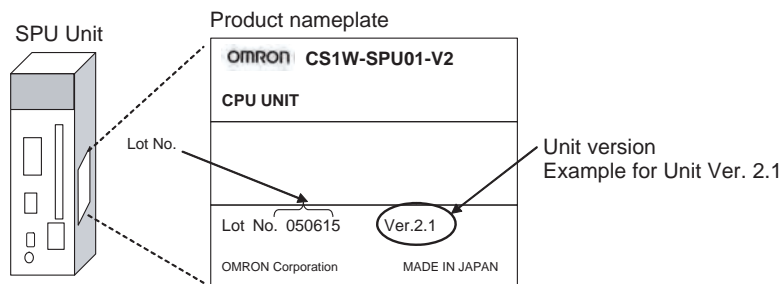 Product nameplate
SPU Unit
OMRON CS1W-SPU01-V2
CPU UNIT
Lot No.
Unit version
Example for Unit Ver. 2.1
Lot No. 050615 Ver.2.1
OMRON Corporation MADE IN JAPAN